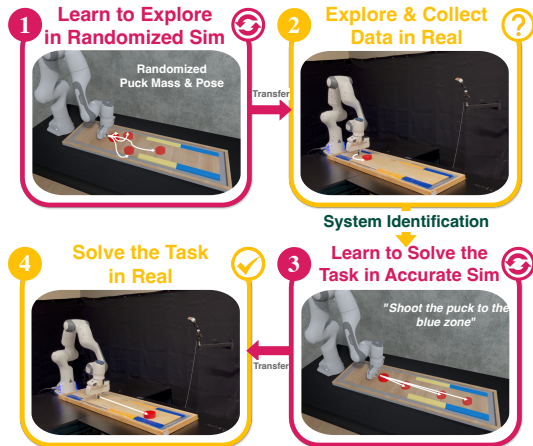 1
Learn to Explore
in Randomized Sim
Randomized
Puck Mass & Pose
Transfer
2
Explore & Collect
Data in Real
?
System Identification
3
Learn to Solve the
Task in Accurate Sim
"Shoot the puck to the
blue zone"
Transfer
4
Solve the Task
in Real